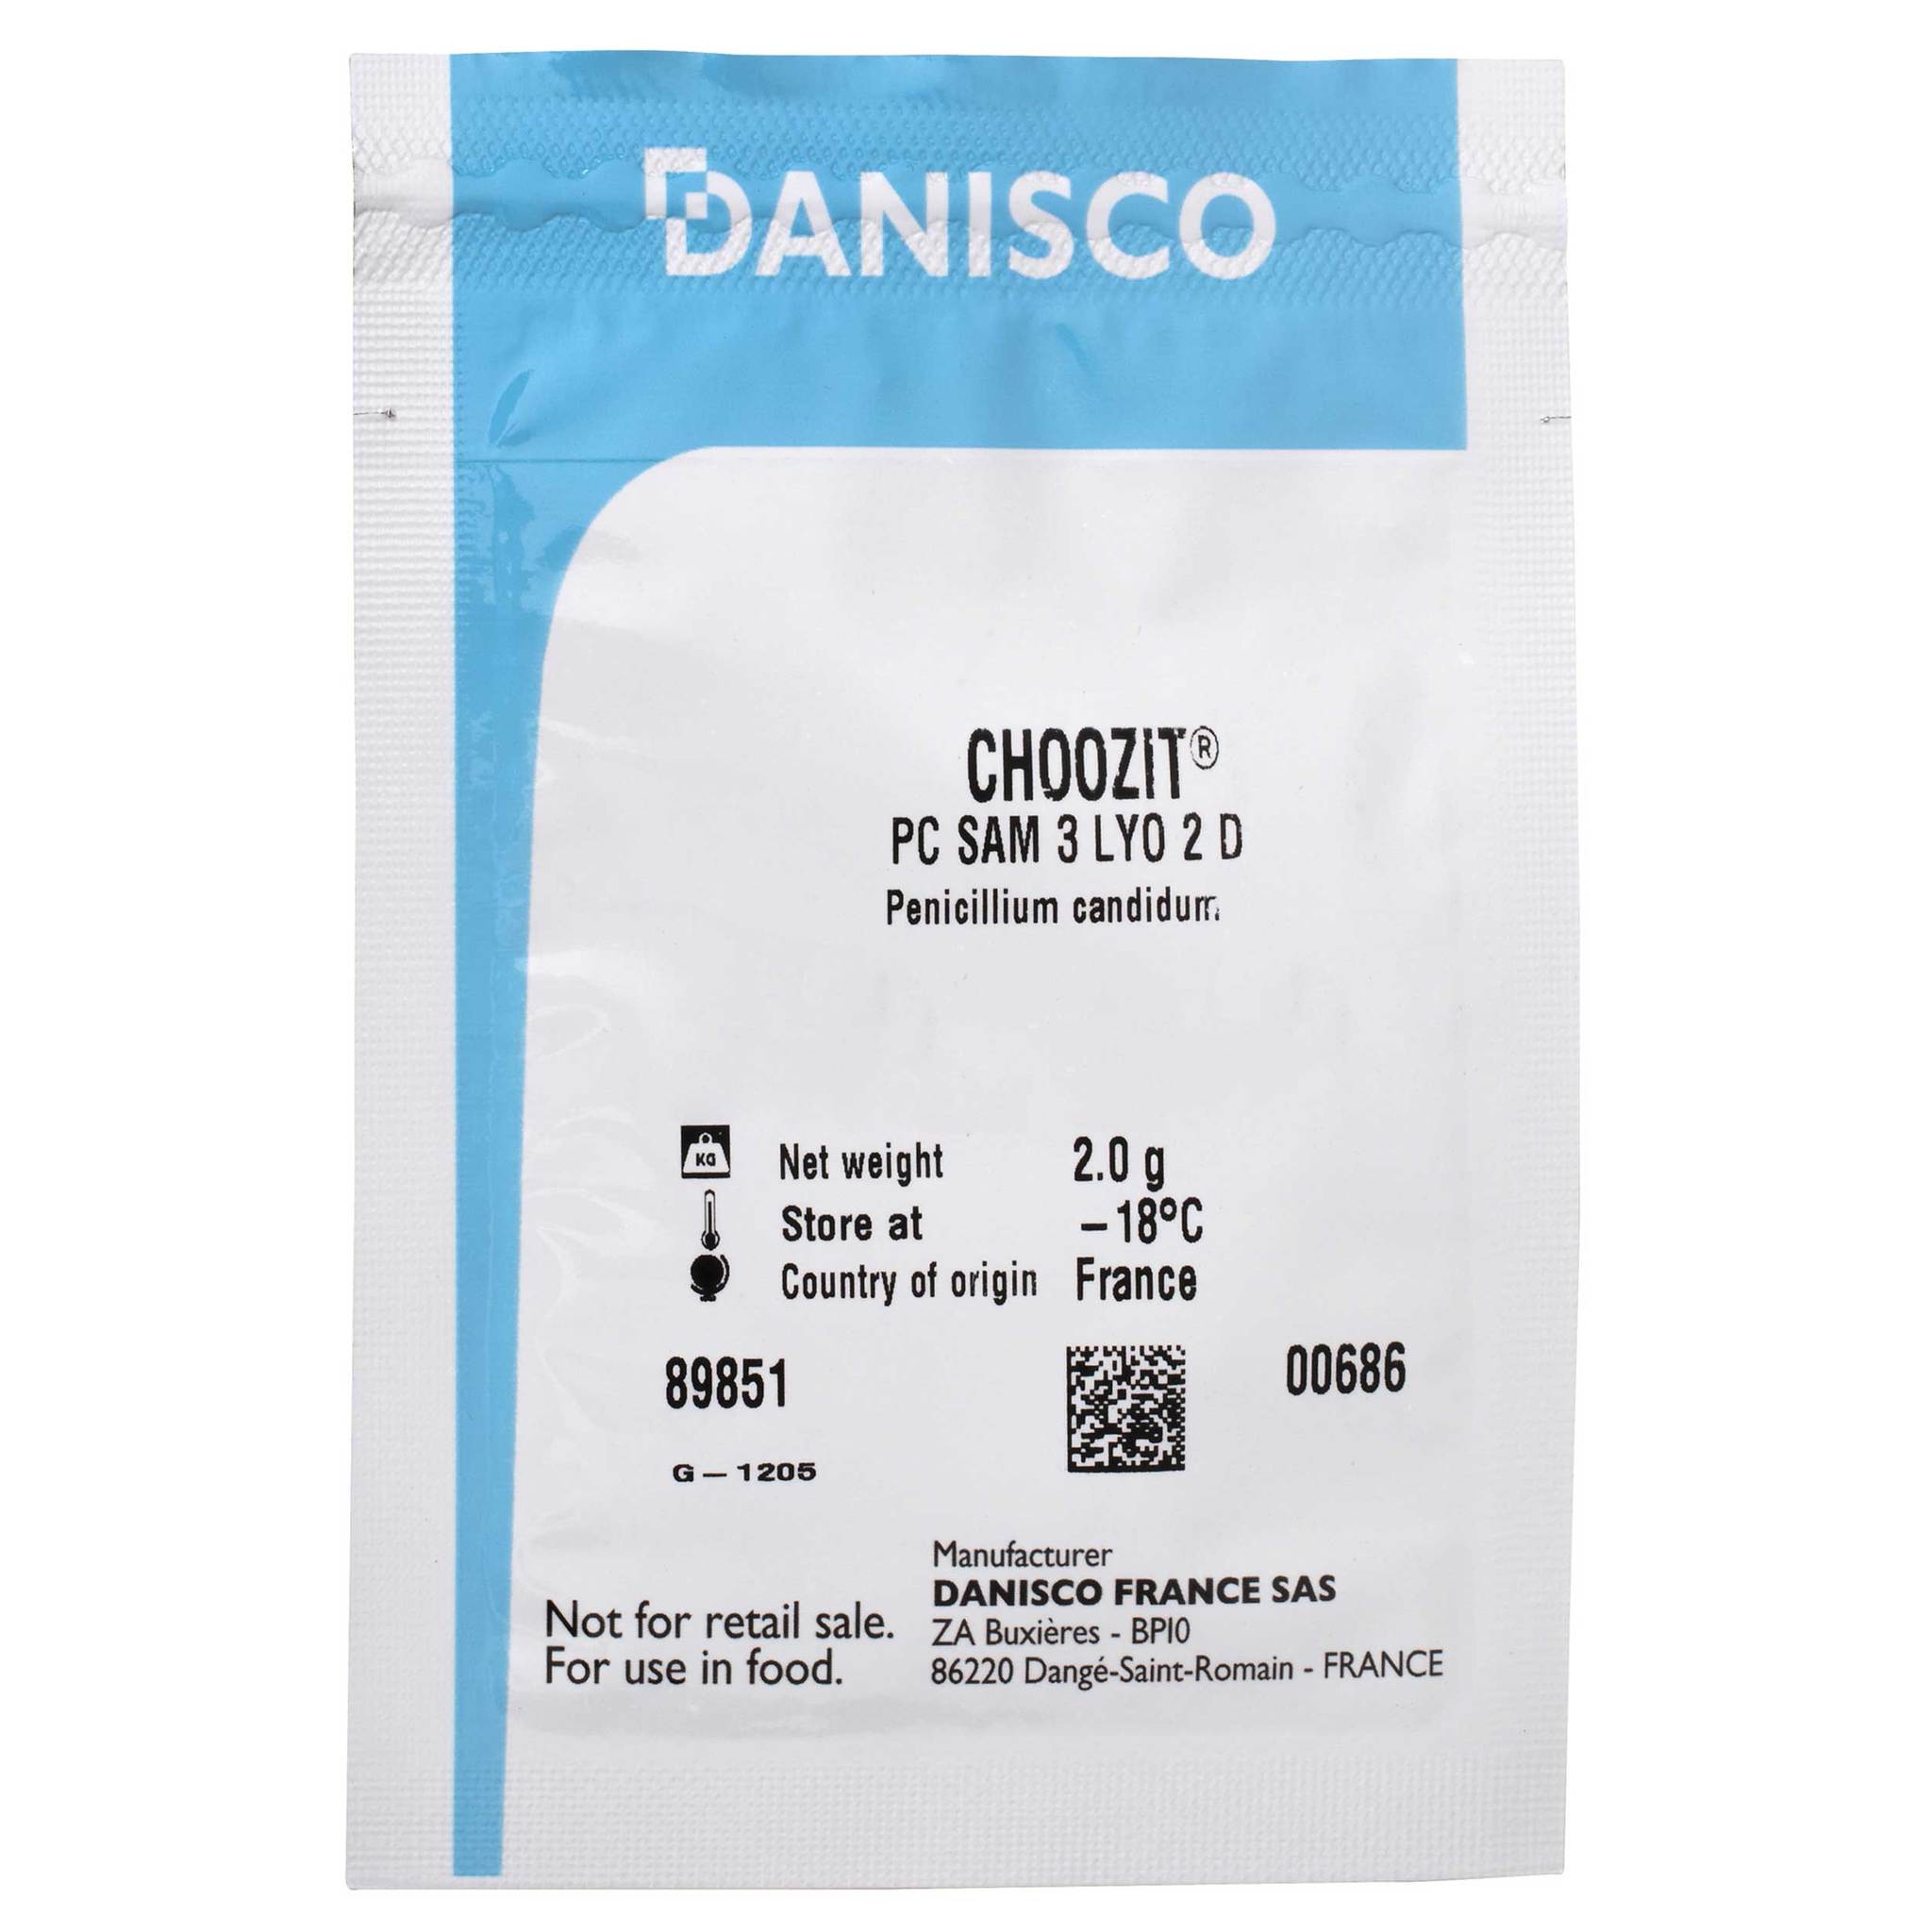 DANISCO
CHOOZIT®
PC SAM 3 LYO 2 D
Penicillium candidum
KG Net weight 2.0 g
Store at –18°C
Country of origin France
89851
00686
G – 1205
Not for retail sale.
For use in food.
Manufacturer
DANISCO FRANCE SAS
ZA Buxières - BP10
86220 Dangé-Saint-Romain - FRANCE